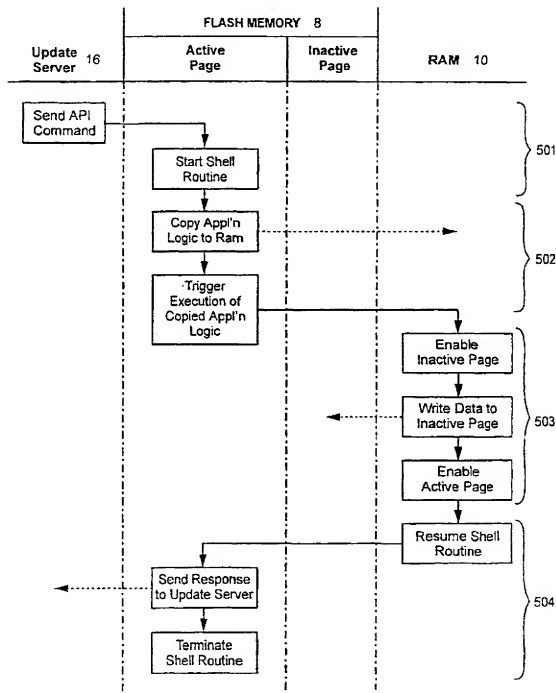 FLASH MEMORY 8
Update
Server 16
Active
Page
Inactive
Page
RAM 10
Send API
Command
Start Shell
Routine
501
Copy Appl'n
Logic to Ram
Trigger
Execution of
Copied Appl'n
Logic
502
Enable
Inactive Page
Write Data to
Inactive Page
Enable
Active Page
503
Resume Shell
Routine
Send Response
to Update Server
Terminate
Shell Routine
504